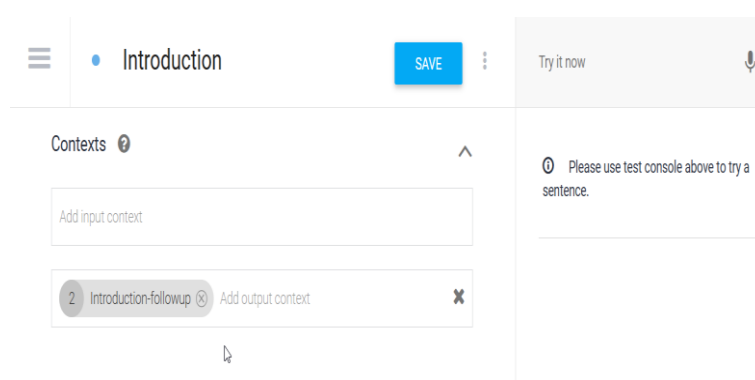 Introduction
SAVE
Try it now
Contexts
Please use test console above to try a
sentence.
Add input context
2 Introduction-followup Add output context